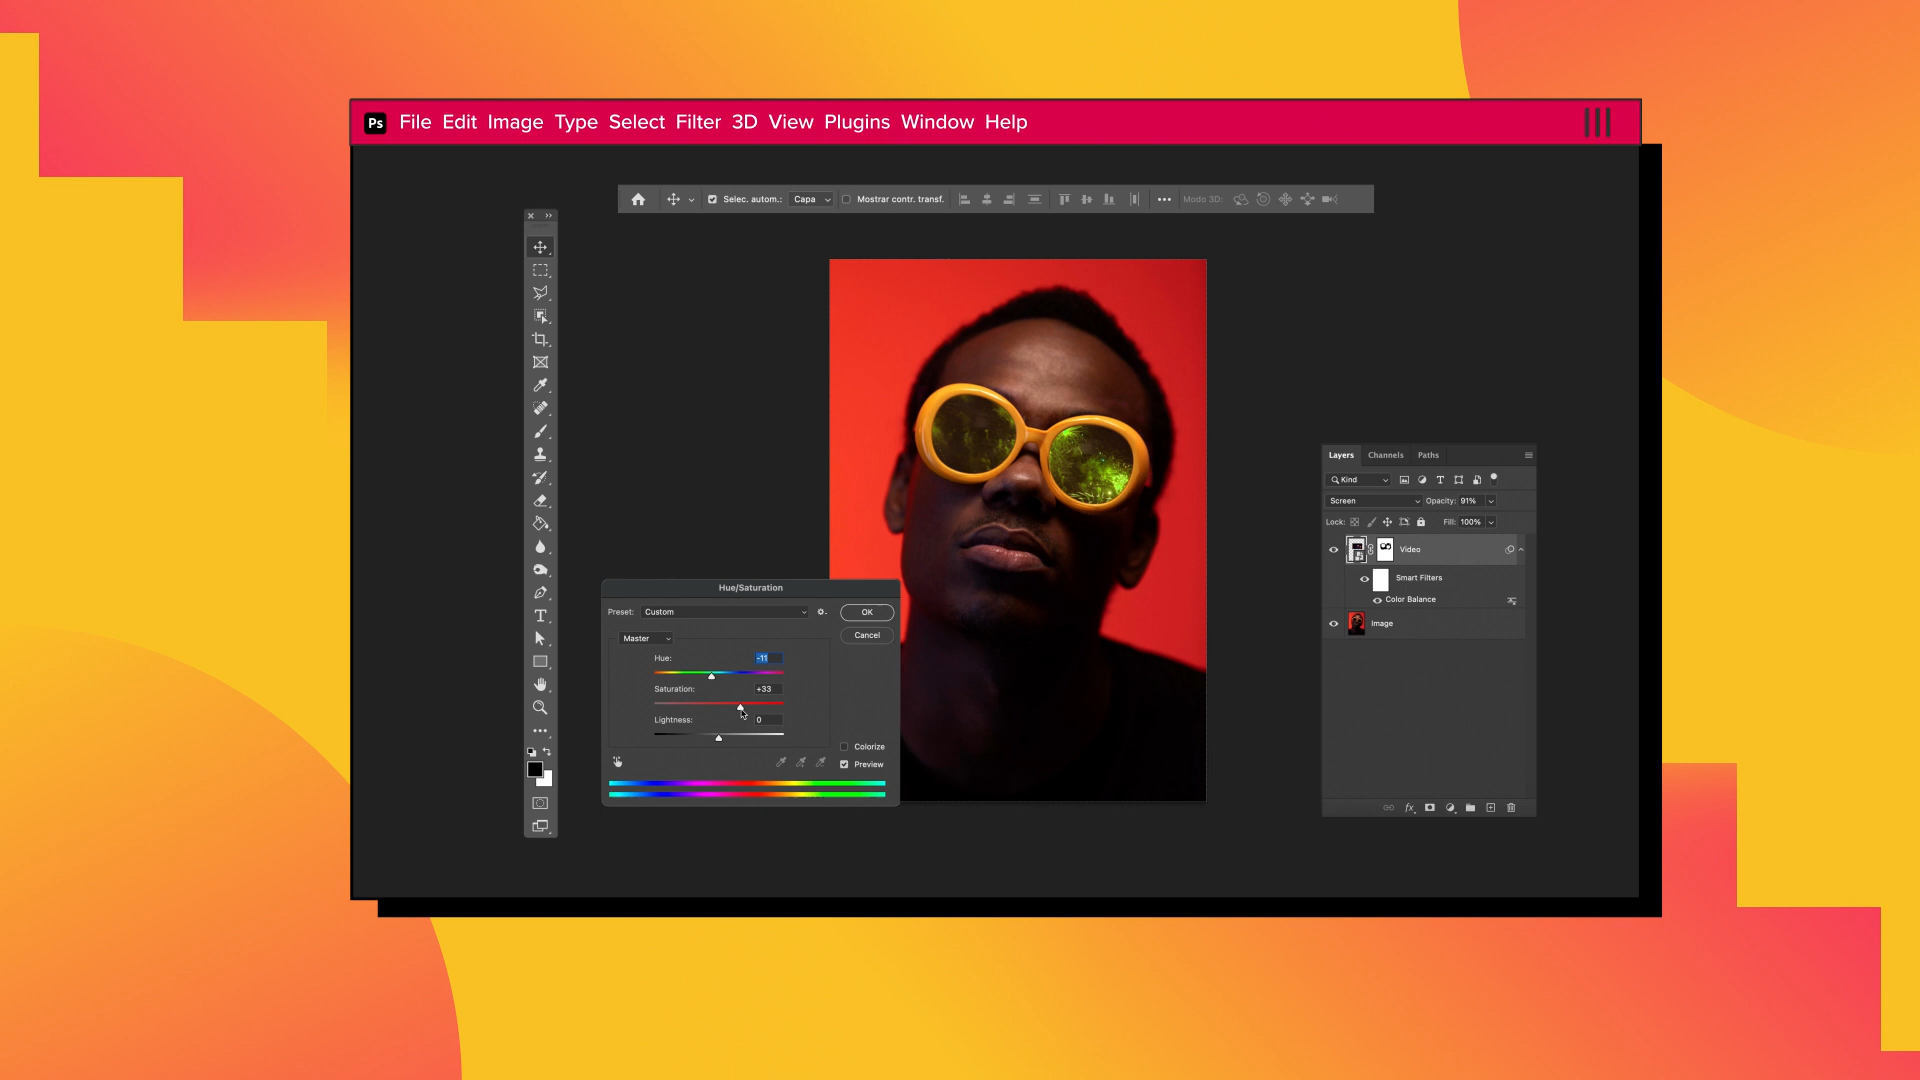 Ps File Edit Image Type Select Filter 3D View Plugins Window Help
Selec. autom.: Capa Mostrar contr. transf. Modo 3D:
Layers Channels Paths
Kind
Screen Opacity: 91%
Lock: Fill: 100%
Video
Smart Filters
Color Balance
Image
fx
Hue/Saturation
Preset: Custom OK
Cancel
Master
Hue: -11
Saturation: +33
Lightness: 0
Colorize
Preview